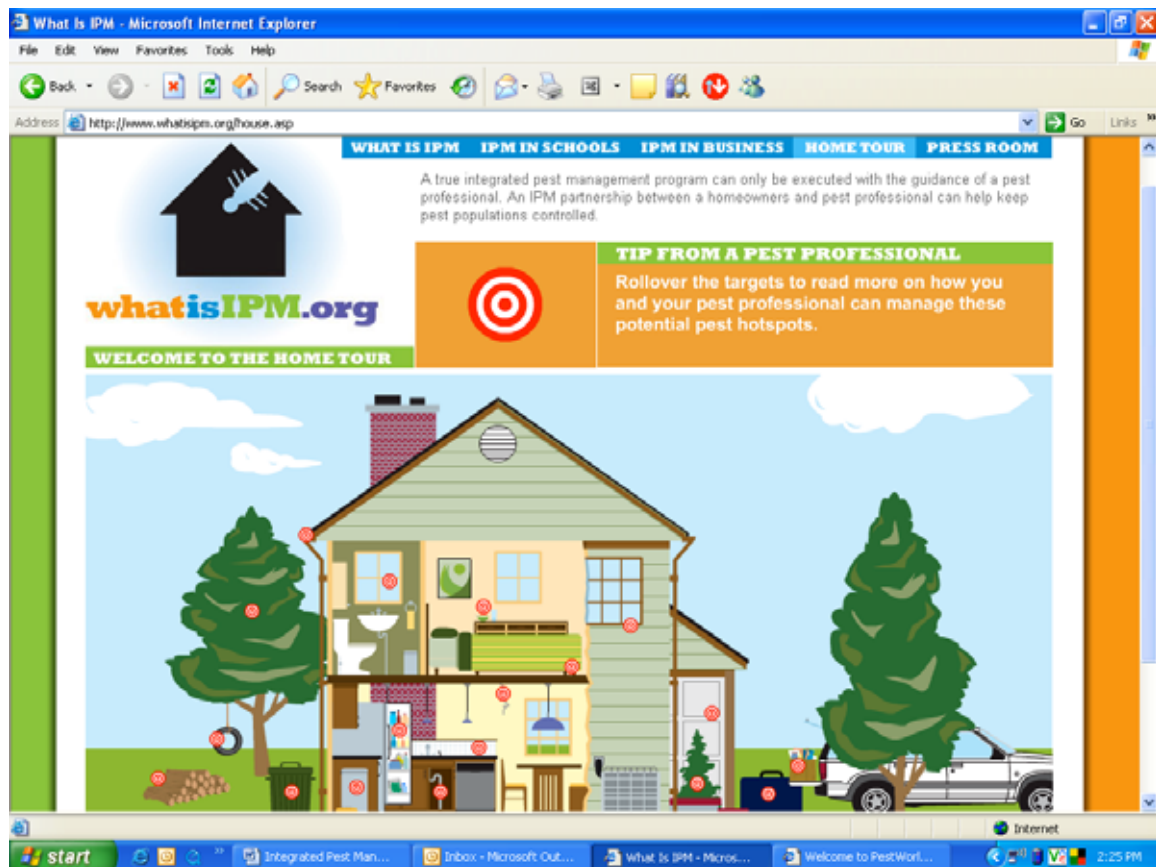 What Is IPM - Microsoft Internet Explorer
File Edit View Favorites Tools Help
Back Search Favorites
Address http://www.whatisipm.org/house.asp Go Links »
WHAT IS IPM IPM IN SCHOOLS IPM IN BUSINESS HOME TOUR PRESS ROOM
A true integrated pest management program can only be executed with the guidance of a pest
professional. An IPM partnership between a homeowners and pest professional can help keep
pest populations controlled.
whatisIPM.org
TIP FROM A PEST PROFESSIONAL
Rollover the targets to read more on how you
and your pest professional can manage these
potential pest hotspots.
WELCOME TO THE HOME TOUR
Internet
start » Integrated Pest Man... Inbox - Microsoft Out... What Is IPM - Micros... Welcome to PestWorl... 2:25 PM